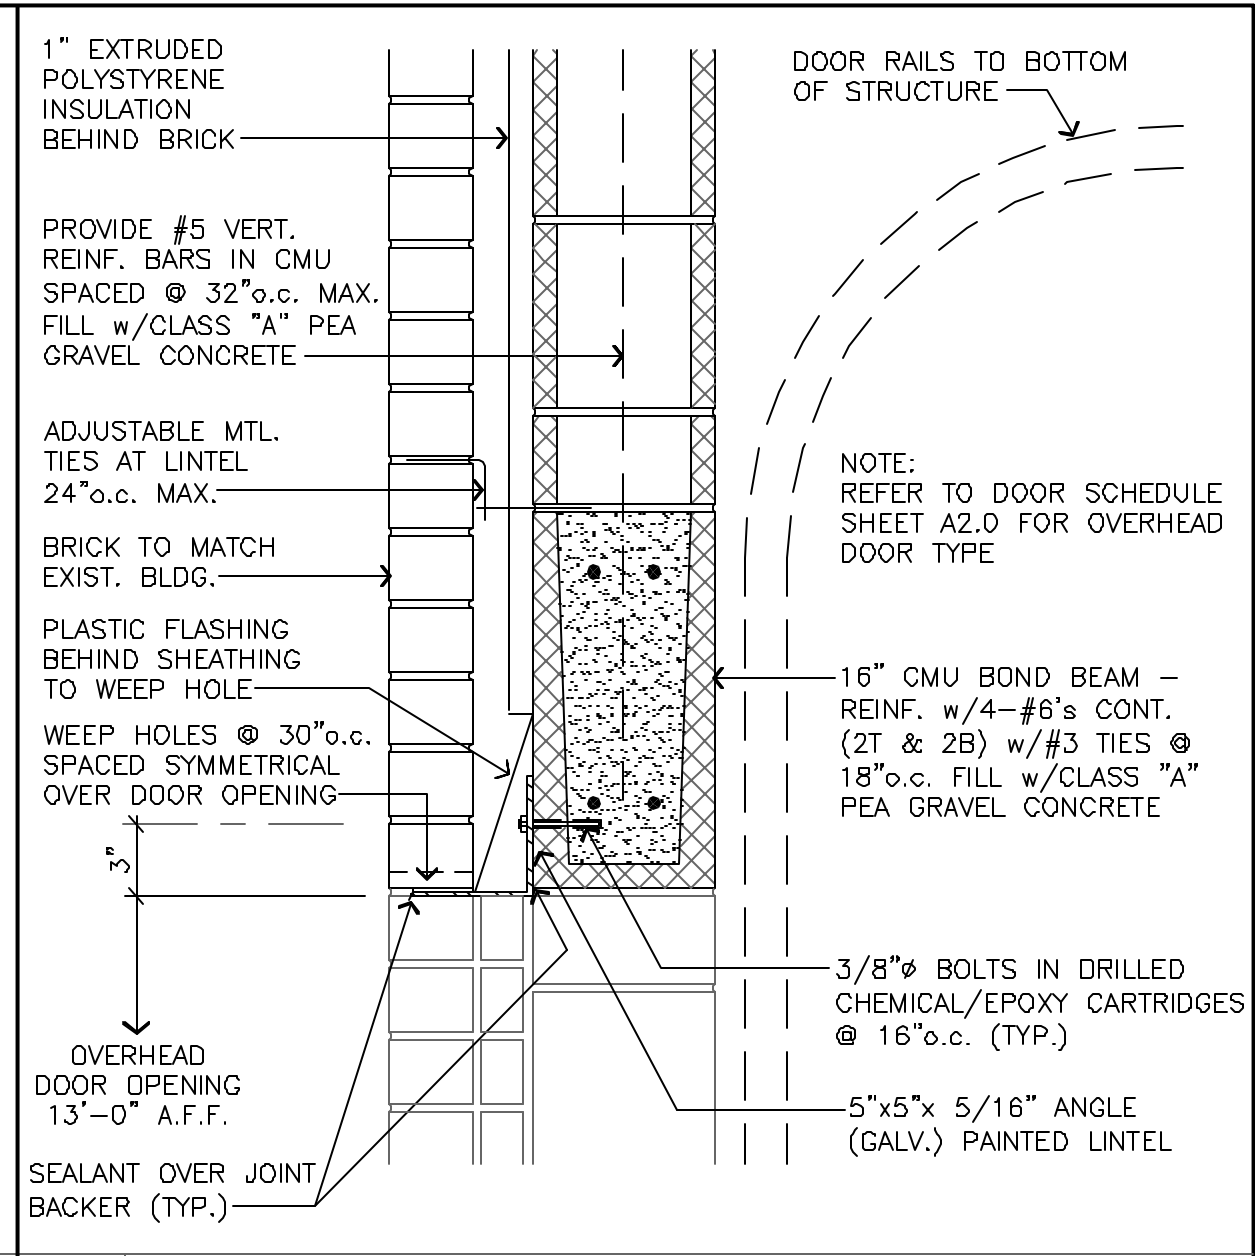 1" EXTRUDED
POLYSTYRENE
INSULATION
BEHIND BRICK
PROVIDE #5 VERT.
REINF. BARS IN CMU
SPACED @ 32"o.c. MAX.
FILL w/CLASS "A" PEA
GRAVEL CONCRETE
ADJUSTABLE MTL.
TIES AT LINTEL
24"o.c. MAX.
BRICK TO MATCH
EXIST. BLDG.
PLASTIC FLASHING
BEHIND SHEATHING
TO WEEP HOLE
WEEP HOLES @ 30"o.c.
SPACED SYMMETRICAL
OVER DOOR OPENING
3"
OVERHEAD
DOOR OPENING
13'-0" A.F.F.
SEALANT OVER JOINT
BACKER (TYP.)
DOOR RAILS TO BOTTOM
OF STRUCTURE
NOTE:
REFER TO DOOR SCHEDULE
SHEET A2.0 FOR OVERHEAD
DOOR TYPE
16" CMU BOND BEAM -
REINF. w/4-#6's CONT.
(2T & 2B) w/#3 TIES @
18"o.c. FILL w/CLASS "A"
PEA GRAVEL CONCRETE
3/8"ø BOLTS IN DRILLED
CHEMICAL/EPOXY CARTRIDGES
@ 16"o.c. (TYP.)
5"x5"x 5/16" ANGLE
(GALV.) PAINTED LINTEL